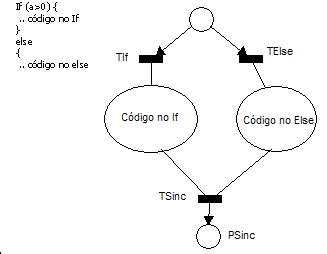 If (a>0) {
.. código no If
}
else
{
.. código no else
TIf
TElse
Código no If
Código no Else
TSinc
PSinc